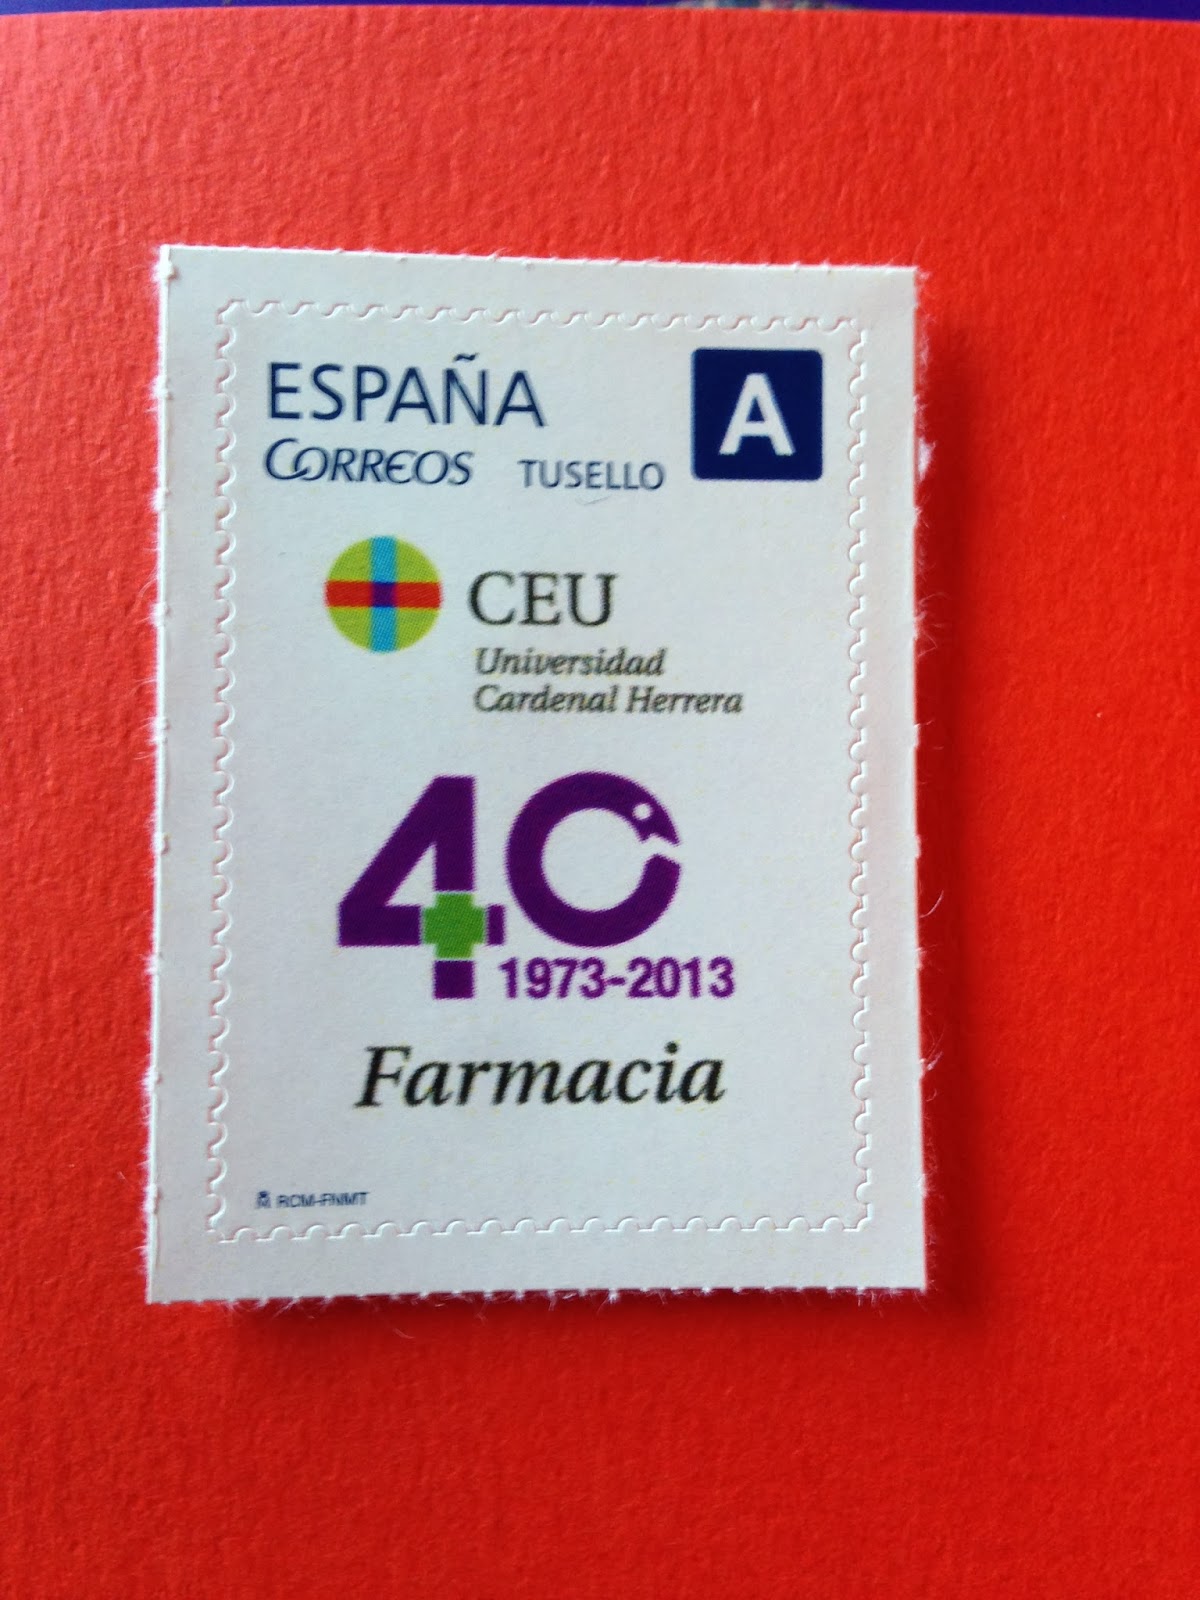 ESPAÑA
A
CORREOS TUSELLO
CEU
Universidad
Cardenal Herrera
40
1973-2013
Farmacia
RCM-FNMT